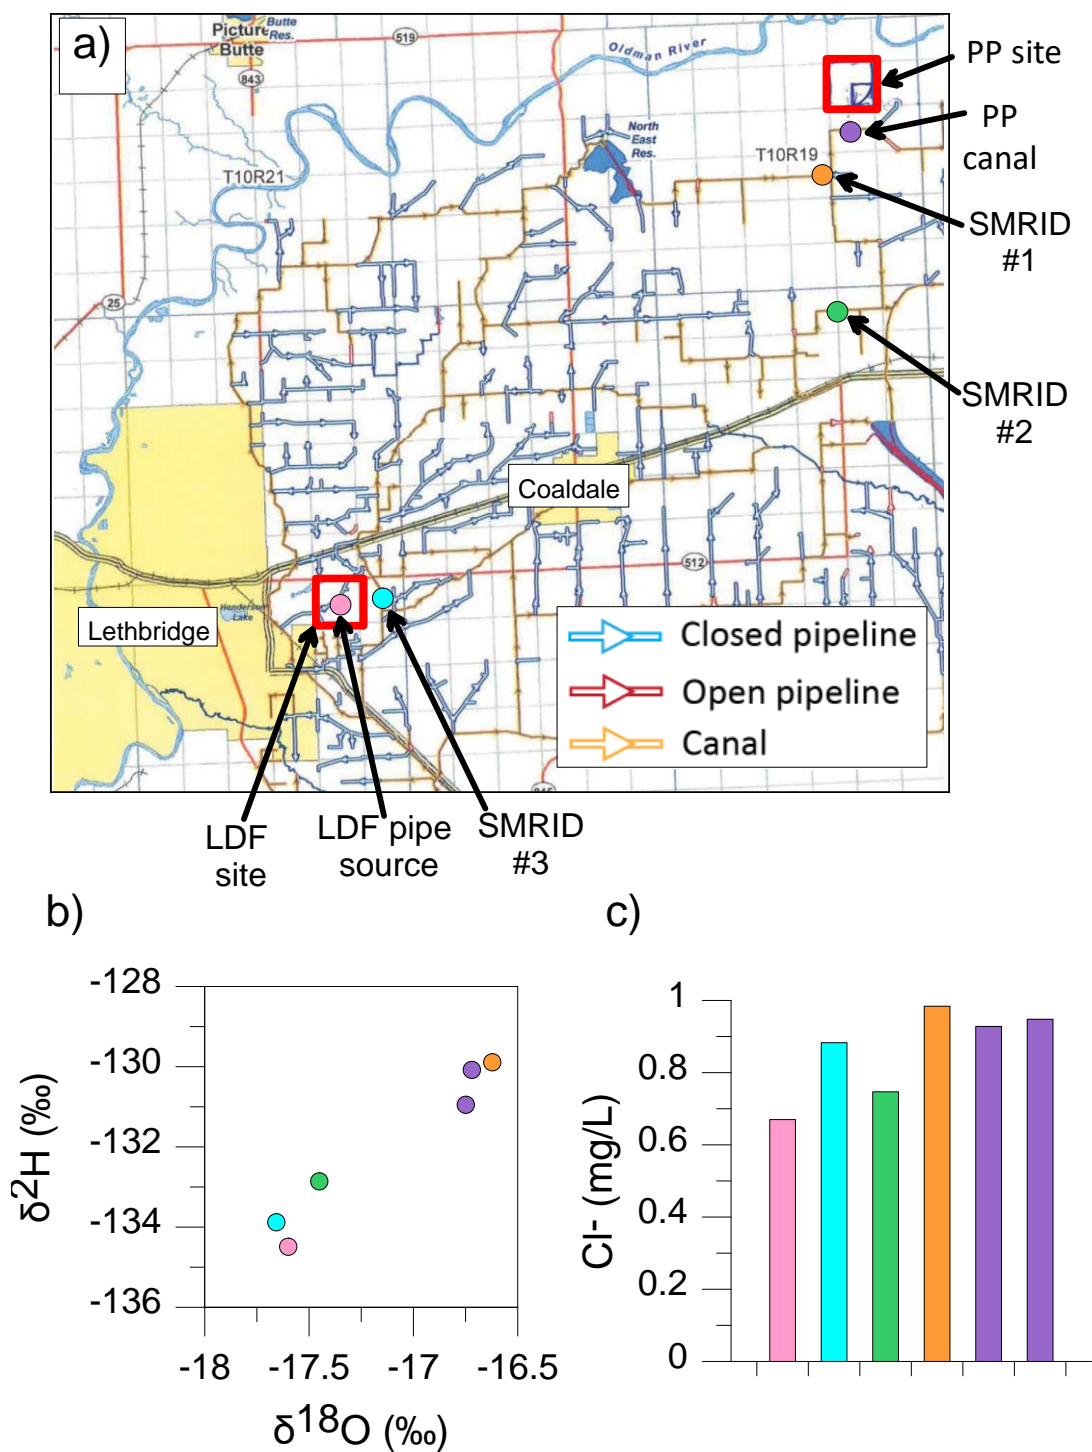 a)
Picture
Butte
Butte
Res.
519
843
Oldman River
PP site
PP
canal
North
East
Res.
T10R19
T10R21
SMRID
#1
25
SMRID
#2
Coaldale
512
Henderson
Lake
Lethbridge
Closed pipeline
Open pipeline
Canal
845
LDF
site
LDF pipe
source
SMRID
#3
b)
c)
-128
-130
-132
-134
-136
δ2H (‰)
-18
-17.5
-17
-16.5
δ18O (‰)
1
0.8
0.6
0.4
0.2
0
Cl- (mg/L)